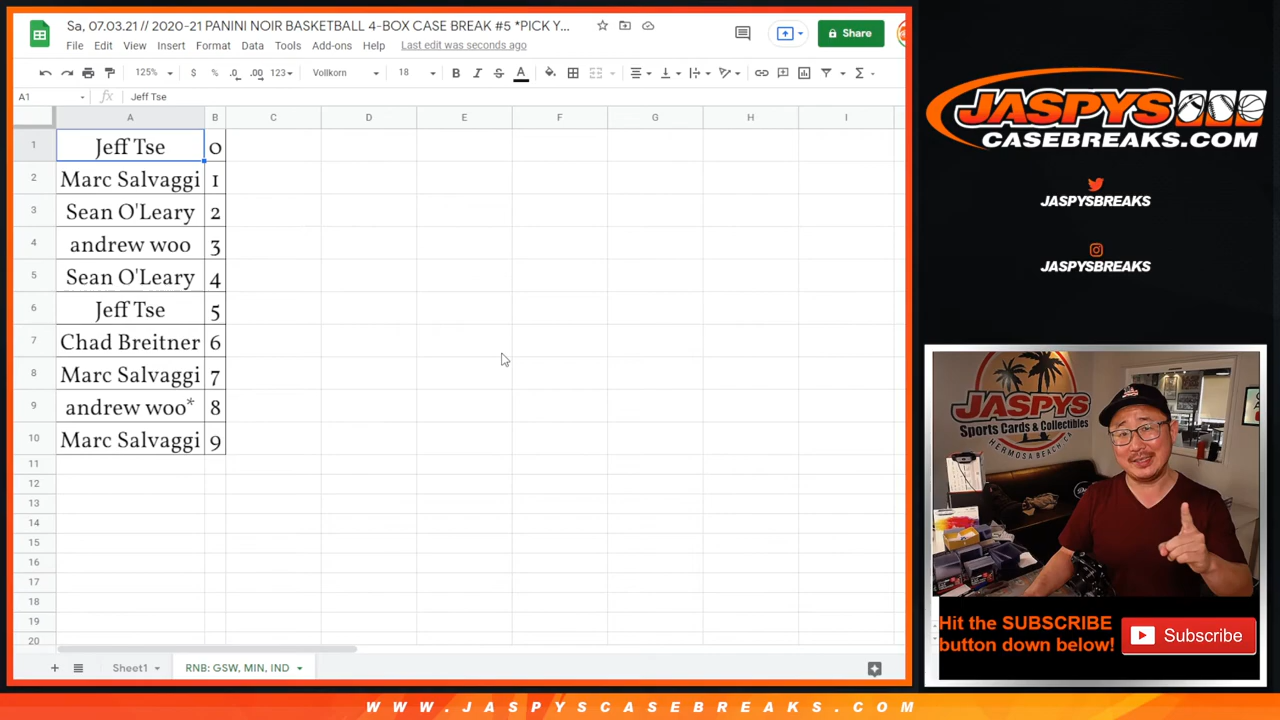 Sa, 07.03.21 // 2020-21 PANINI NOIR BASKETBALL 4-BOX CASE BREAK #5 *PICK Y...
File Edit View Insert Format Data Tools Add-ons Help Last edit was seconds ago
Share
125% $ % .0 .00 123 Vollkorn 18 B I S A
A1 fx Jeff Tse
A B C D E F G H I
1 Jeff Tse 0
2 Marc Salvaggi 1
3 Sean O'Leary 2
4 andrew woo 3
5 Sean O'Leary 4
6 Jeff Tse 5
7 Chad Breitner 6
8 Marc Salvaggi 7
9 andrew woo* 8
10 Marc Salvaggi 9
11
12
13
14
15
16
17
18
19
20
Sheet1 RNB: GSW, MIN, IND
JASPYS
CASEBREAKS.COM
JASPYSBREAKS
JASPYSBREAKS
JASPYS
Sports Cards & Collectibles
HERMOSA BEACH CA
Hit the SUBSCRIBE
button down below!
Subscribe
WWW.JASPYSCASEBREAKS.COM